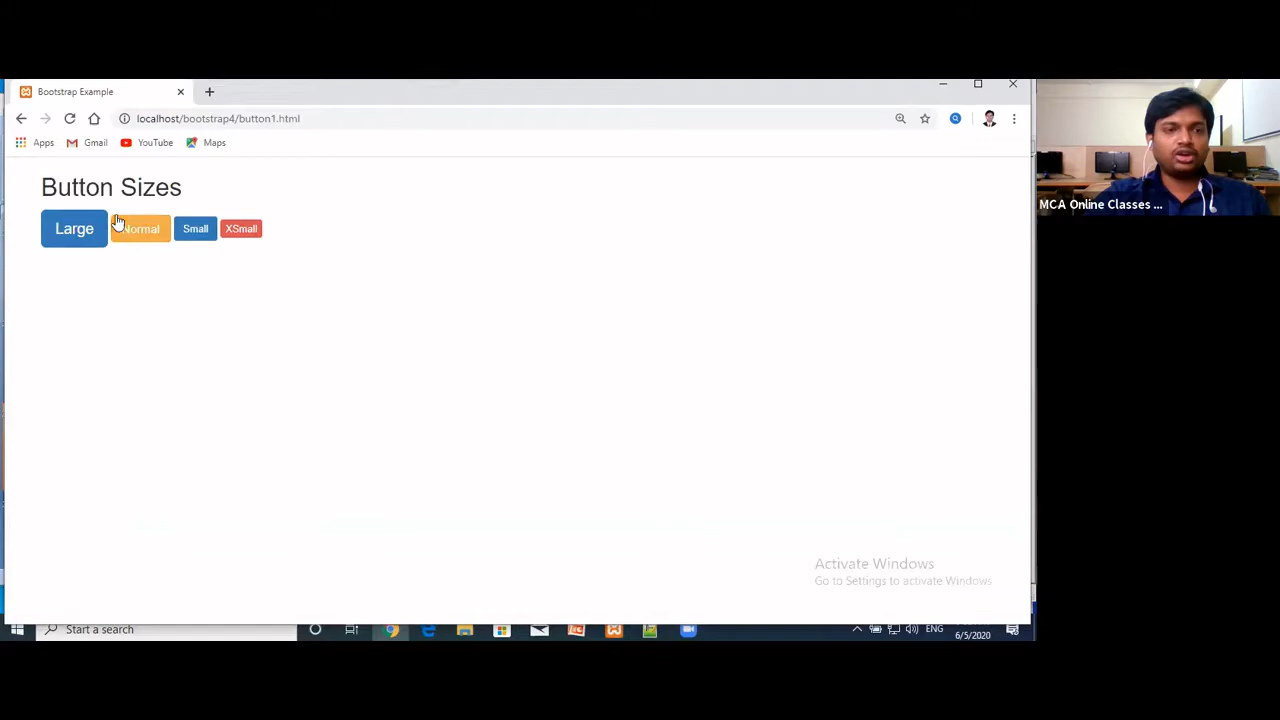 Bootstrap Example
localhost/bootstrap4/button1.html
Apps Gmail YouTube Maps
Button Sizes
Large Normal Small XSmall
MCA Online Classes ...
Activate Windows
Go to Settings to activate Windows
Start a search
ENG
6/5/2020